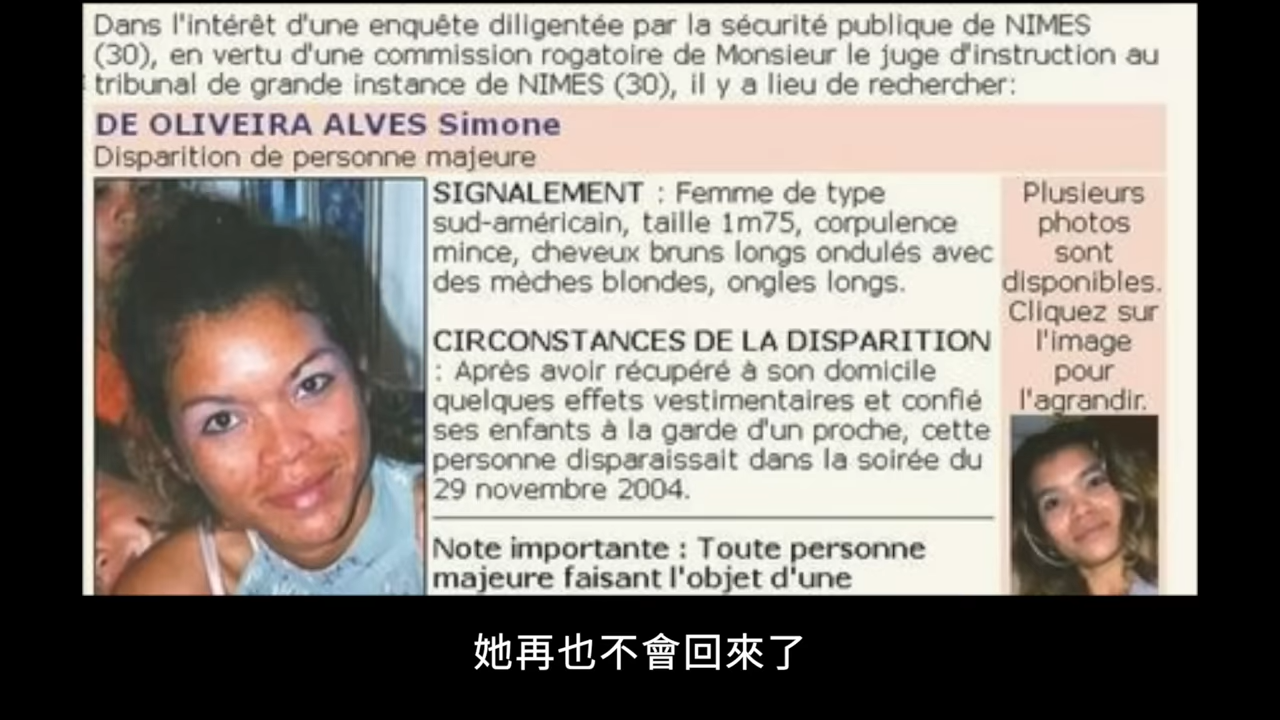 Dans l'intérêt d'une enquête diligentée par la sécurité publique de NIMES
(30), en vertu d'une commission rogatoire de Monsieur le juge d'instruction au
tribunal de grande instance de NIMES (30), il y a lieu de rechercher:
DE OLIVEIRA ALVES Simone
Disparition de personne majeure
SIGNALEMENT : Femme de type
sud-américain, taille 1m75, corpulence
mince, cheveux bruns longs ondulés avec
des mèches blondes, ongles longs.
CIRCONSTANCES DE LA DISPARITION
: Après avoir récupéré à son domicile
quelques effets vestimentaires et confié
ses enfants à la garde d'un proche, cette
personne disparaissait dans la soirée du
29 novembre 2004.
Note importante : Toute personne
majeure faisant l'objet d'une
Plusieurs
photos
sont
disponibles.
Cliquez sur
l'image
pour
l'agrandir.
她再也不會回來了